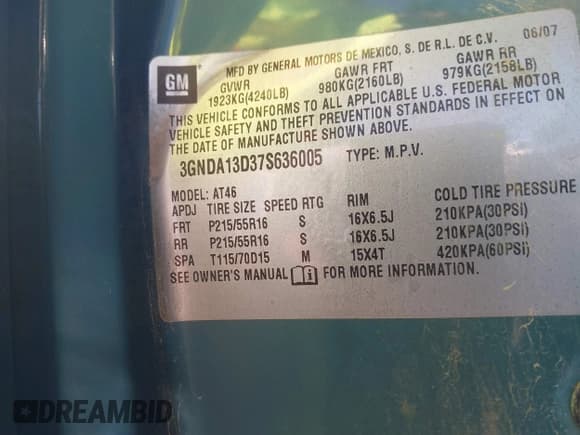 MFD BY GENERAL MOTORS DE MEXICO, S. DE R.L. DE C.V. 06/07
GM
GVWR GAWR FRT GAWR RR
1923KG(4240LB) 980KG(2160LB) 979KG(2158LB)
THIS VEHICLE CONFORMS TO ALL APPLICABLE U.S. FEDERAL MOTOR
VEHICLE SAFETY AND THEFT PREVENTION STANDARDS IN EFFECT ON
THE DATE OF MANUFACTURE SHOWN ABOVE.
3GNDA13D37S636005 TYPE: M.P.V.
MODEL: AT46
APDJ TIRE SIZE SPEED RTG RIM COLD TIRE PRESSURE
FRT P215/55R16 S 16X6.5J 210KPA(30PSI)
RR P215/55R16 S 16X6.5J 210KPA(30PSI)
SPA T115/70D15 M 15X4T 420KPA(60PSI)
SEE OWNER'S MANUAL FOR MORE INFORMATION.
DREAMBID